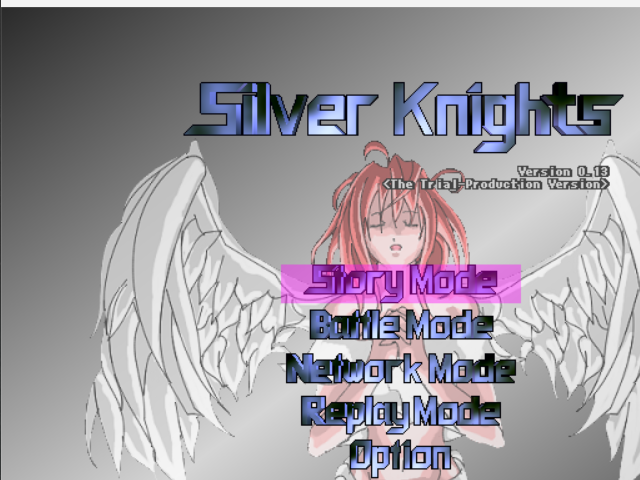 Silver Knights
Version 0.13
<The Trial-Production Version>
Story Mode
Battle Mode
Network Mode
Replay Mode
Option